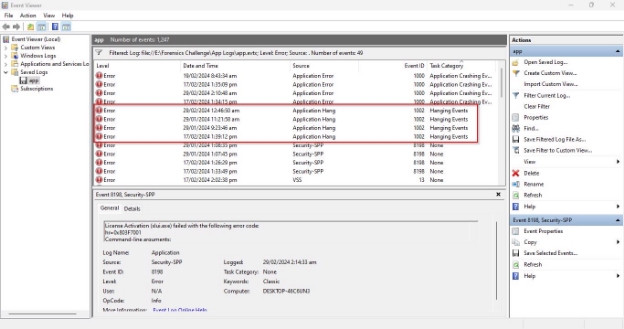 Event Viewer
File Action View Help
Event Viewer (Local)
Custom Views
Windows Logs
Applications and Services Lo
Saved Logs
app
Subscriptions
app Number of events: 1,247
Filtered: Log: file://E:\Forensics Challenge\App Logs\app.evtx; Level: Error; Source: . Number of events: 49
Level Date and Time Source Event ID Task Category
Error 19/02/2024 8:43:34 am Application Error 1000 Application Crashing Ev...
Error 17/02/2024 1:35:09 pm Application Error 1000 Application Crashing Ev...
Error 29/01/2024 2:10:48 am Application Error 1000 Application Crashing Ev...
Error 17/02/2024 1:34:15 pm Application Error 1000 Application Crashing Ev...
Error 20/02/2024 12:46:50 am Application Hang 1002 Hanging Events
Error 29/01/2024 11:21:58 am Application Hang 1002 Hanging Events
Error 29/01/2024 9:23:46 am Application Hang 1002 Hanging Events
Error 17/02/2024 1:39:12 pm Application Hang 1002 Hanging Events
Error 29/01/2024 1:08:33 pm Security-SPP 8198 None
Error 29/01/2024 1:07:45 pm Security-SPP 8198 None
Error 17/02/2024 1:26:29 pm Security-SPP 8198 None
Error 17/02/2024 1:33:49 pm Security-SPP 8198 None
Error 17/02/2024 2:02:38 pm VSS 13 None
Event 8198, Security-SPP
General Details
License Activation (slui.exe) failed with the following error code:
hr=0x803F7001
Command-line arguments:
Log Name: Application
Source: Security-SPP Logged: 20/02/2024 2:14:33 am
Event ID: 8198 Task Category: None
Level: Error Keywords: Classic
User: N/A Computer:
OpCode: Info
More Information: Event Log Online Help
Actions
app
Open Saved Log...
Create Custom View...
Import Custom View...
Filter Current Log...
Clear Filter
Properties
Find...
Save Filtered Log File As...
Save Filter to Custom View...
View
Delete
Rename
Refresh
Help
Event 8198, Security-SPP
Event Properties
Copy
Save Selected Events...
Refresh
Help